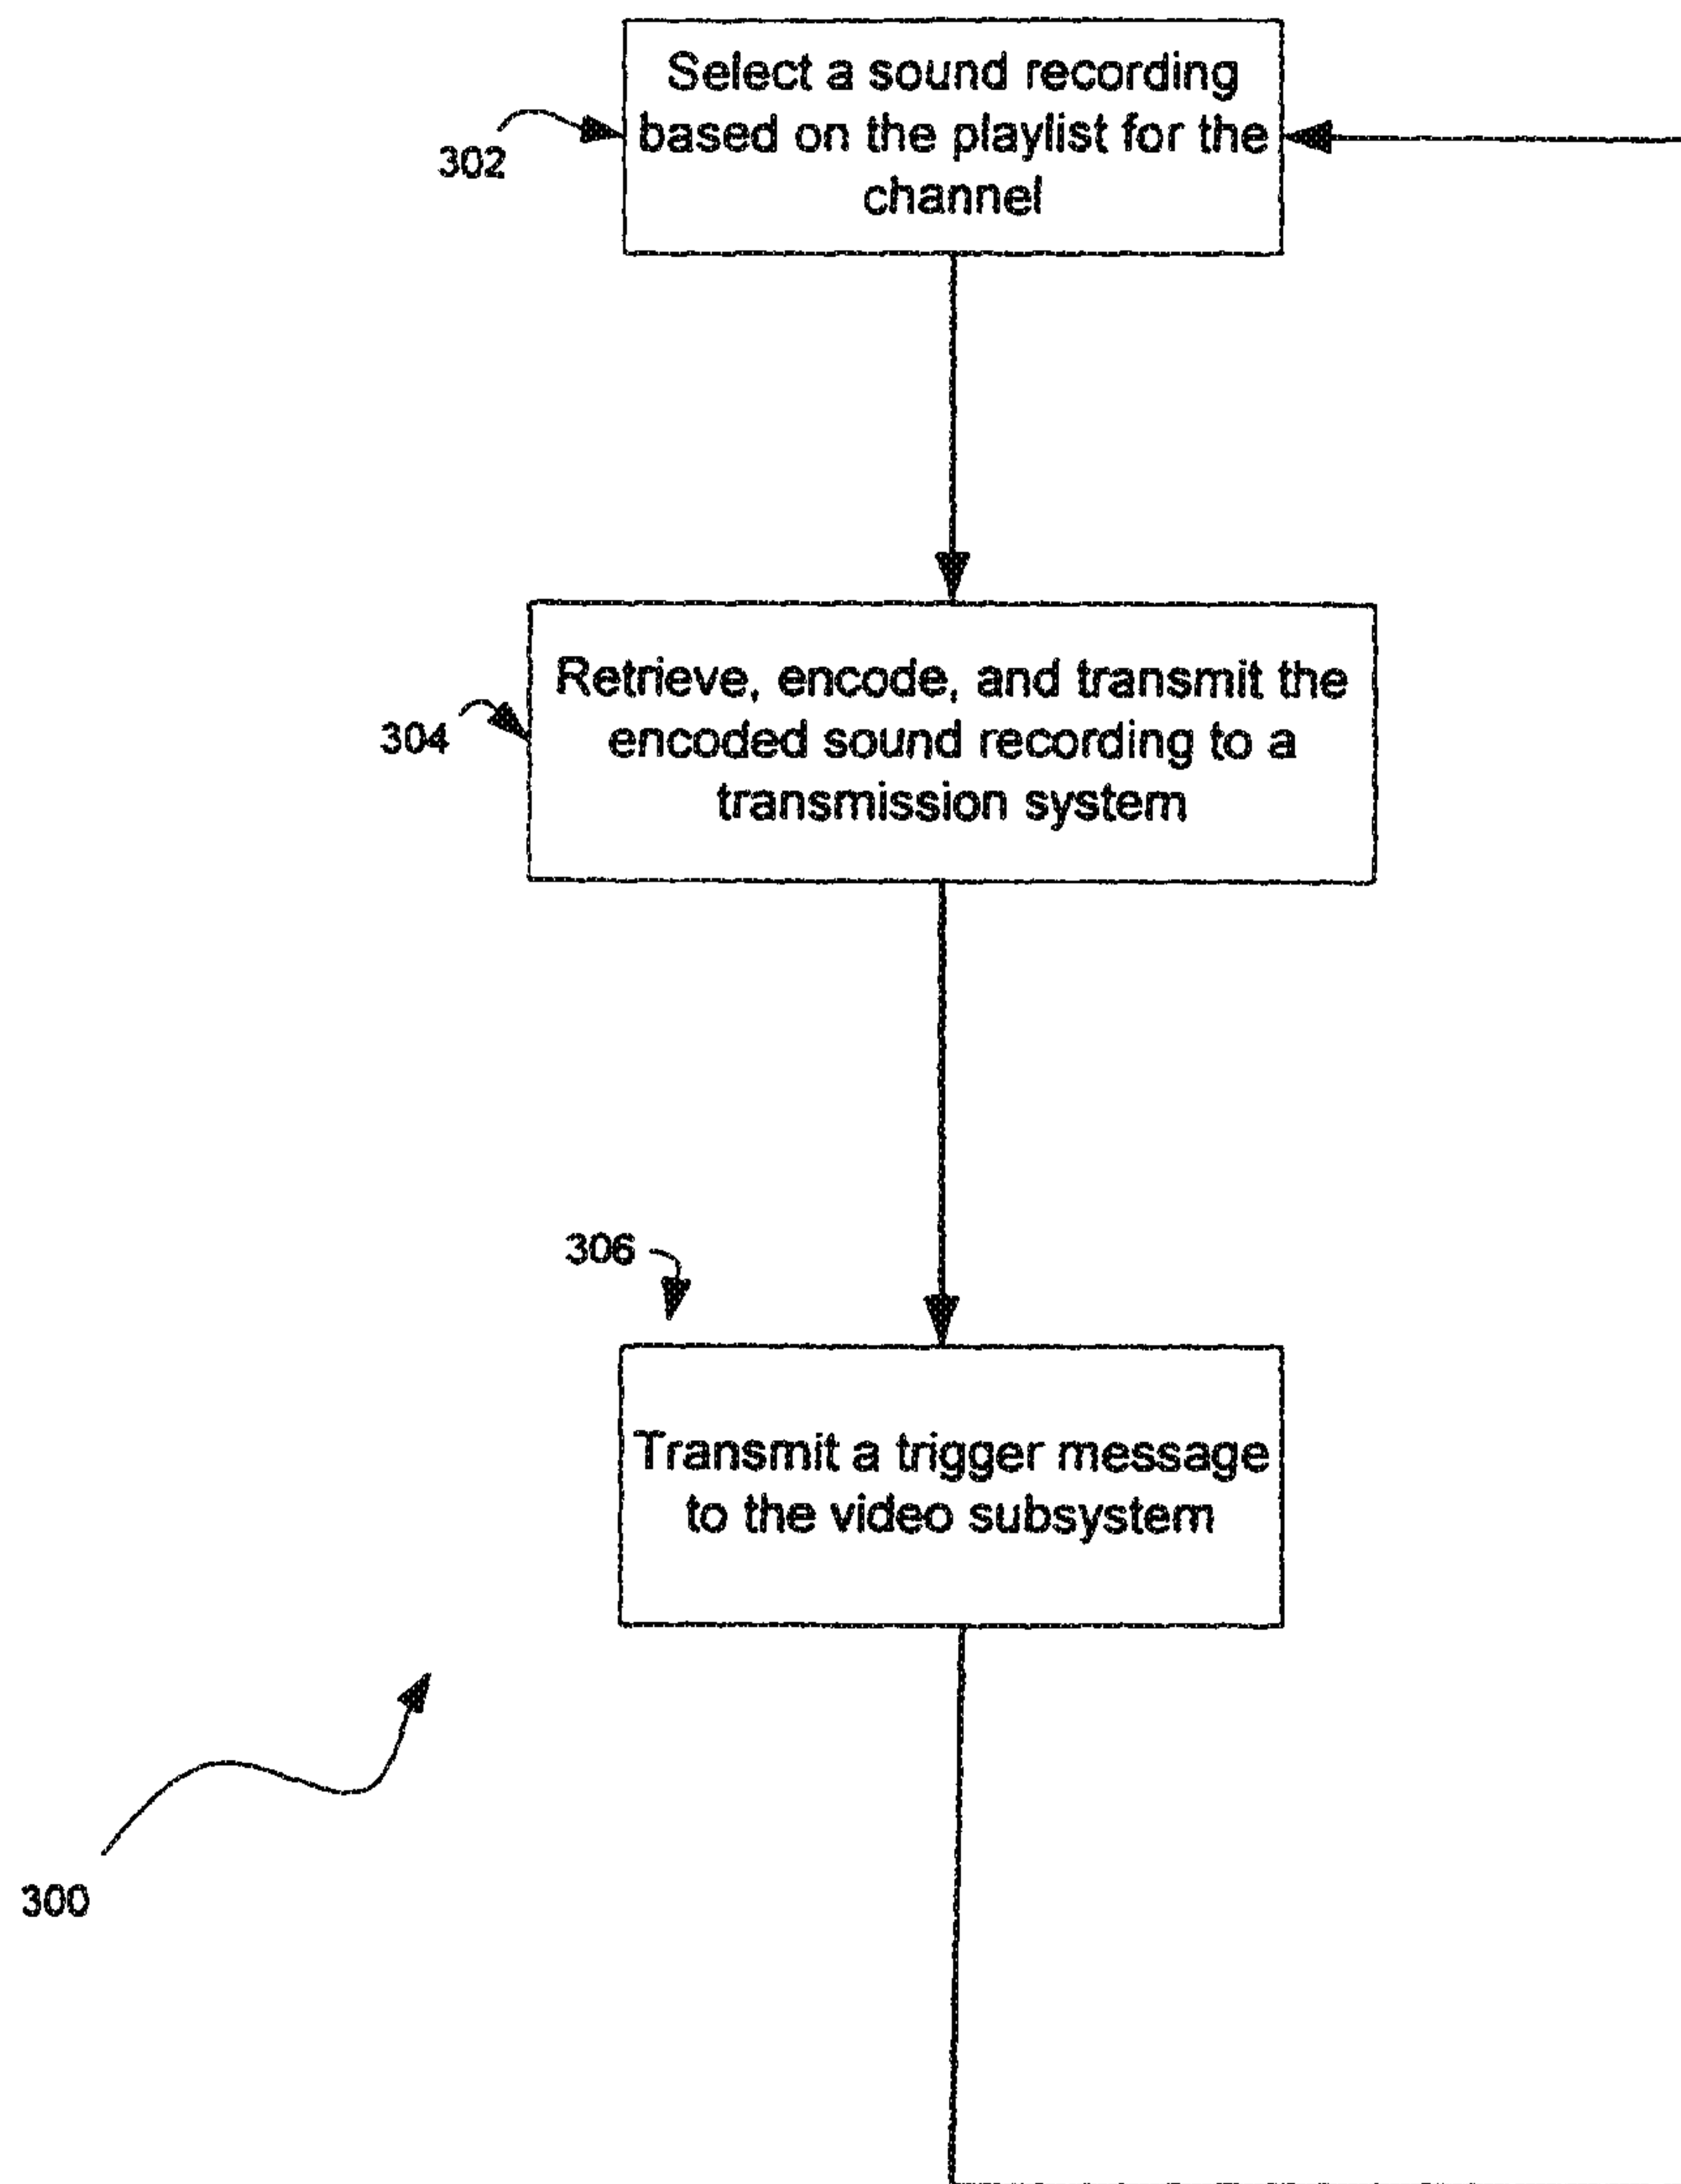 Select a sound recording
based on the playlist for the
channel
302
Retrieve, encode, and transmit the
encoded sound recording to a
transmission system
304
306
Transmit a trigger message
to the video subsystem
300